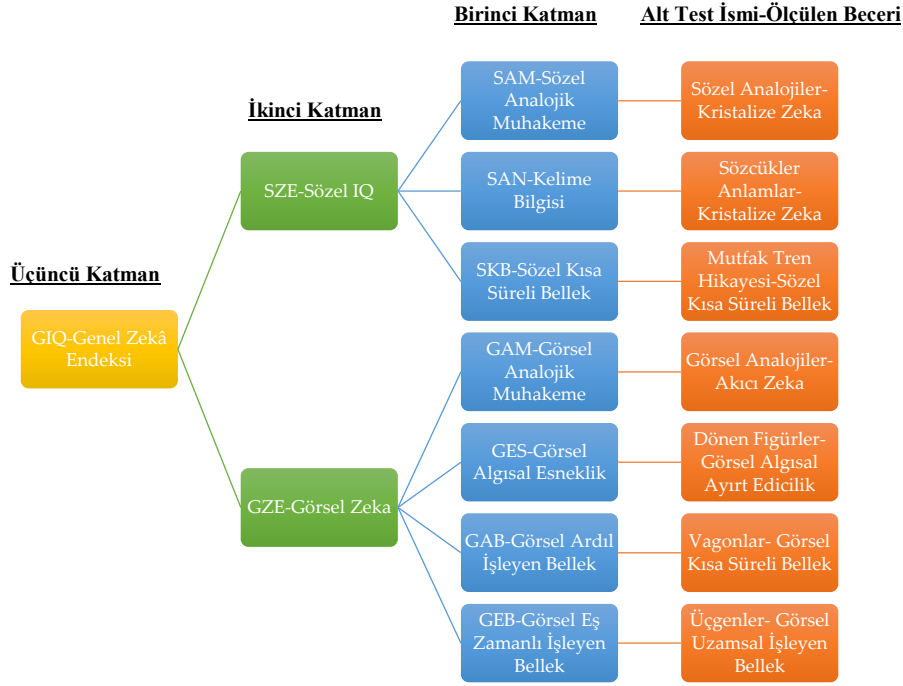 Birinci Katman
Alt Test İsmi-Ölçülen Beceri
İkinci Katman
Üçüncü Katman
GIQ-Genel Zekâ
Endeksi
SZE-Sözel IQ
SAM-Sözel
Analojik
Muhakeme
Sözel Analojiler-
Kristalize Zeka
SAN-Kelime
Bilgisi
Sözcükler
Anlamlar-
Kristalize Zeka
SKB-Sözel Kısa
Süreli Bellek
Mutfak Tren
Hikayesi-Sözel
Kısa Süreli Bellek
GZE-Görsel Zeka
GAM-Görsel
Analojik
Muhakeme
Görsel Analojiler-
Akıcı Zeka
GES-Görsel
Algısal Esneklik
Dönen Figürler-
Görsel Algısal
Ayırt Edicilik
GAB-Görsel Ardıl
İşleyen Bellek
Vagonlar- Görsel
Kısa Süreli Bellek
GEB-Görsel Eş
Zamanlı İşleyen
Bellek
Üçgenler- Görsel
Uzamsal İşleyen
Bellek